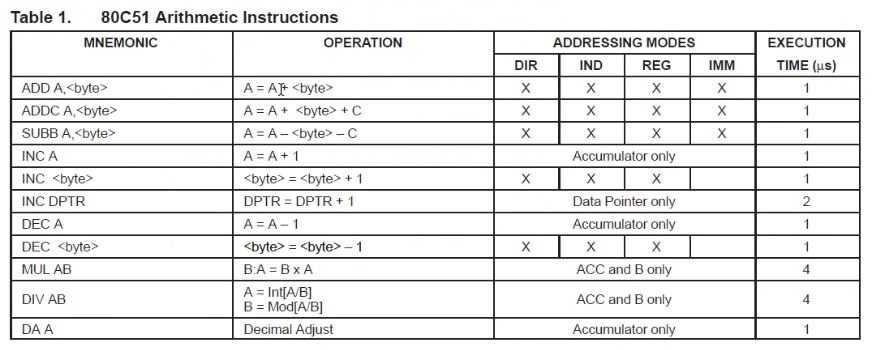 Table 1. 80C51 Arithmetic Instructions
MNEMONIC OPERATION ADDRESSING MODES EXECUTION TIME (μs)
DIR IND REG IMM
ADD A,<byte> A = A + <byte> X X X X 1
ADDC A,<byte> A = A + <byte> + C X X X X 1
SUBB A,<byte> A = A – <byte> – C X X X X 1
INC A A = A + 1 Accumulator only 1
INC <byte> <byte> = <byte> + 1 X X X 1
INC DPTR DPTR = DPTR + 1 Data Pointer only 2
DEC A A = A – 1 Accumulator only 1
DEC <byte> <byte> = <byte> – 1 X X X 1
MUL AB B:A = B x A ACC and B only 4
DIV AB A = Int[A/B] ACC and B only 4
B = Mod[A/B]
DA A Decimal Adjust Accumulator only 1